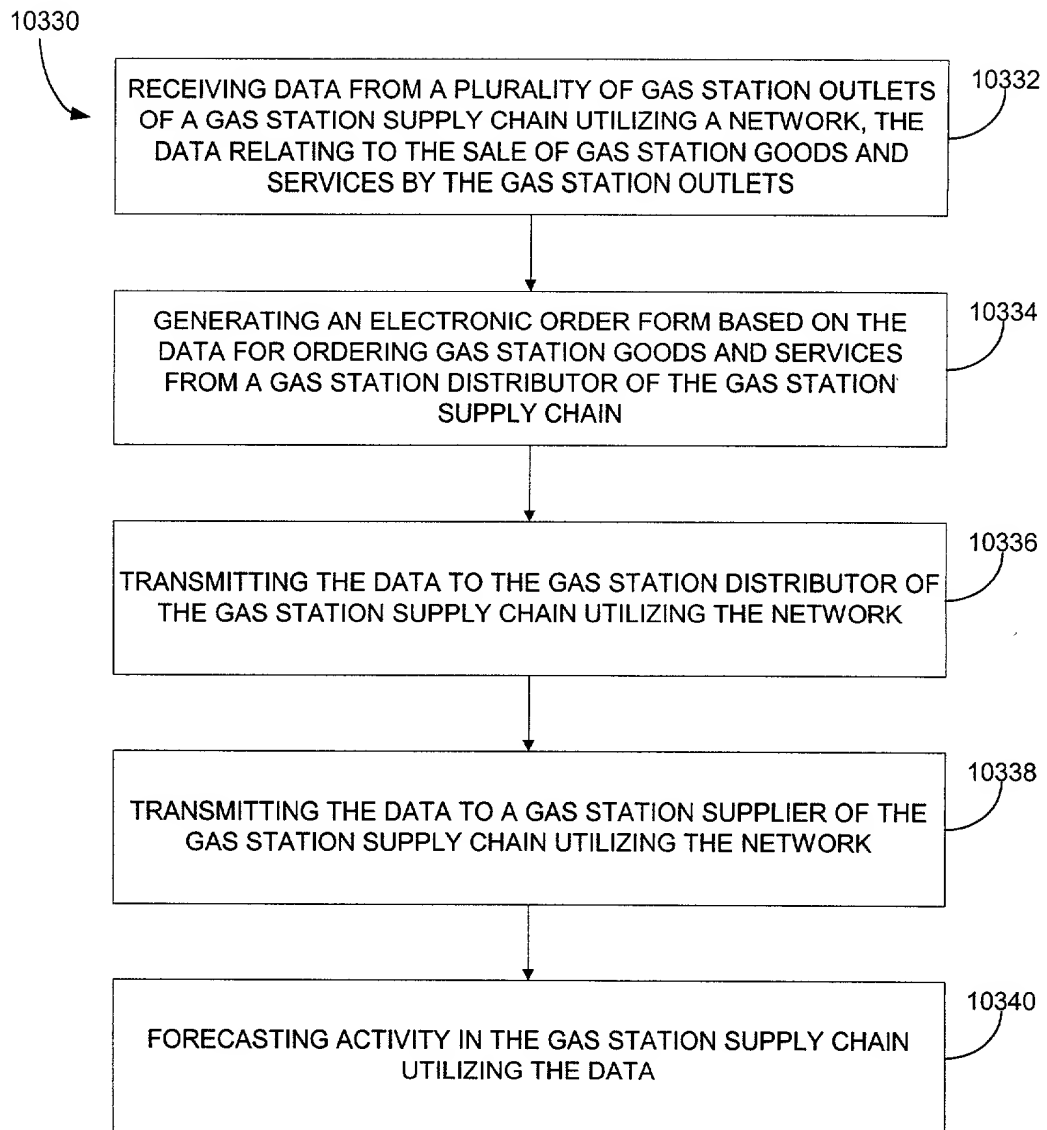 10330
10332
RECEIVING DATA FROM A PLURALITY OF GAS STATION OUTLETS
OF A GAS STATION SUPPLY CHAIN UTILIZING A NETWORK, THE
DATA RELATING TO THE SALE OF GAS STATION GOODS AND
SERVICES BY THE GAS STATION OUTLETS
10334
GENERATING AN ELECTRONIC ORDER FORM BASED ON THE
DATA FOR ORDERING GAS STATION GOODS AND SERVICES
FROM A GAS STATION DISTRIBUTOR OF THE GAS STATION
SUPPLY CHAIN
10336
TRANSMITTING THE DATA TO THE GAS STATION DISTRIBUTOR OF
THE GAS STATION SUPPLY CHAIN UTILIZING THE NETWORK
10338
TRANSMITTING THE DATA TO A GAS STATION SUPPLIER OF THE
GAS STATION SUPPLY CHAIN UTILIZING THE NETWORK
10340
FORECASTING ACTIVITY IN THE GAS STATION SUPPLY CHAIN
UTILIZING THE DATA